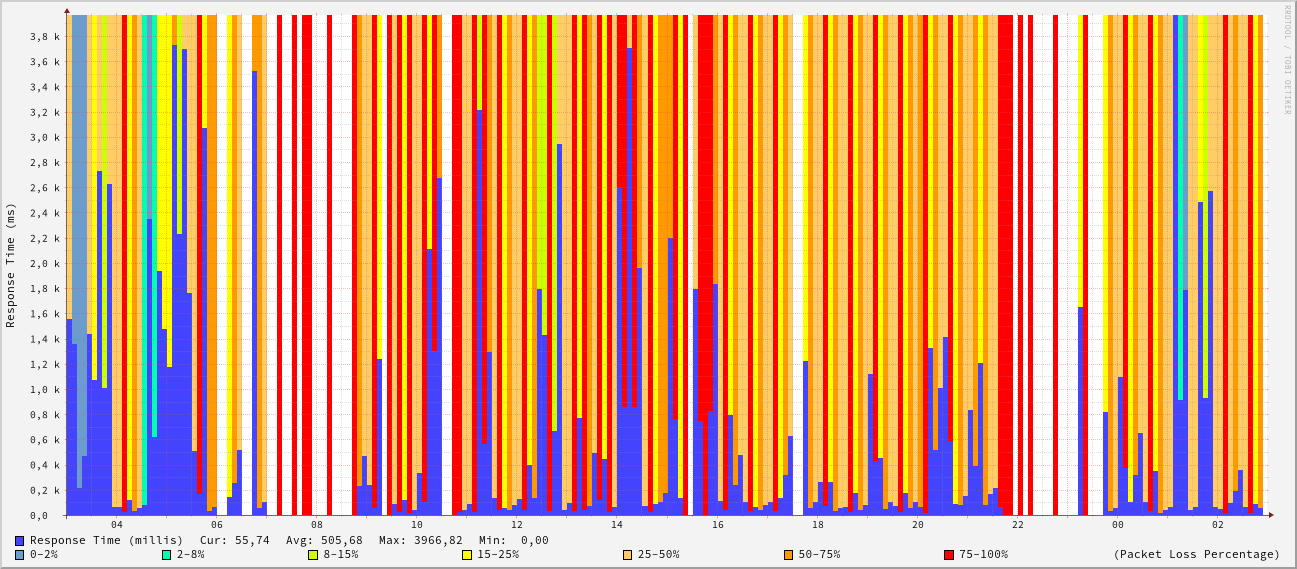 RRDTOOL / TOBI OETIKER
Response Time (ms)
3,8 k
3,6 k
3,4 k
3,2 k
3,0 k
2,8 k
2,6 k
2,4 k
2,2 k
2,0 k
1,8 k
1,6 k
1,4 k
1,2 k
1,0 k
0,8 k
0,6 k
0,4 k
0,2 k
0,0
04 06 08 10 12 14 16 18 20 22 00 02
Response Time (millis) Cur: 55,74 Avg: 505,68 Max: 3966,82 Min: 0,00
0-2% 2-8% 8-15% 15-25% 25-50% 50-75% 75-100% (Packet Loss Percentage)